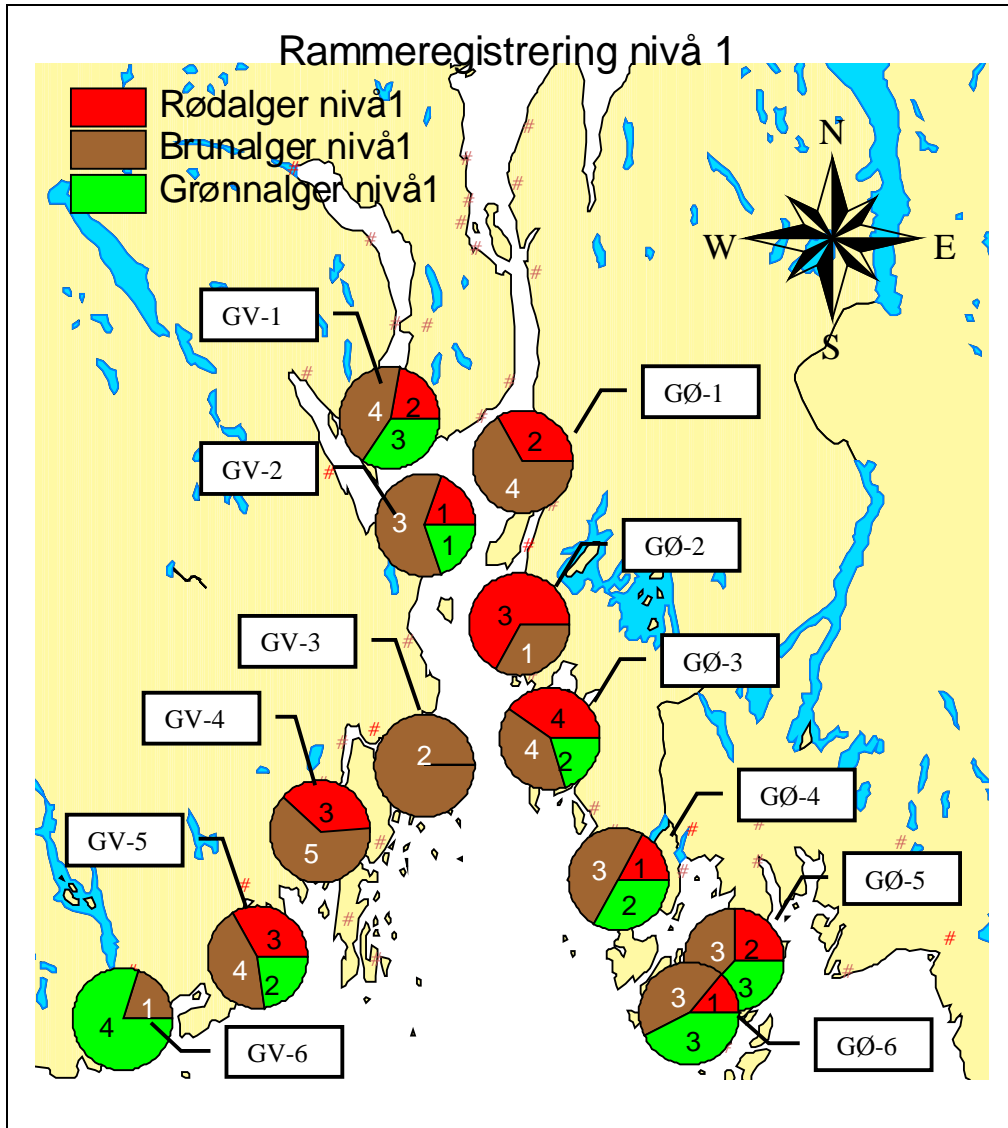 Rammeregistrering nivå 1
Rødalger nivå1
Brunalger nivå1
Grønnalger nivå1
N
W
E
S
GV-1
4
2
3
GØ-1
2
4
GV-2
3
1
1
GØ-2
3
1
GV-3
2
GØ-3
4
4
2
GV-4
3
5
GØ-4
3
1
2
GV-5
3
4
2
GØ-5
3
2
3
GV-6
1
4
GØ-6
3
1
3